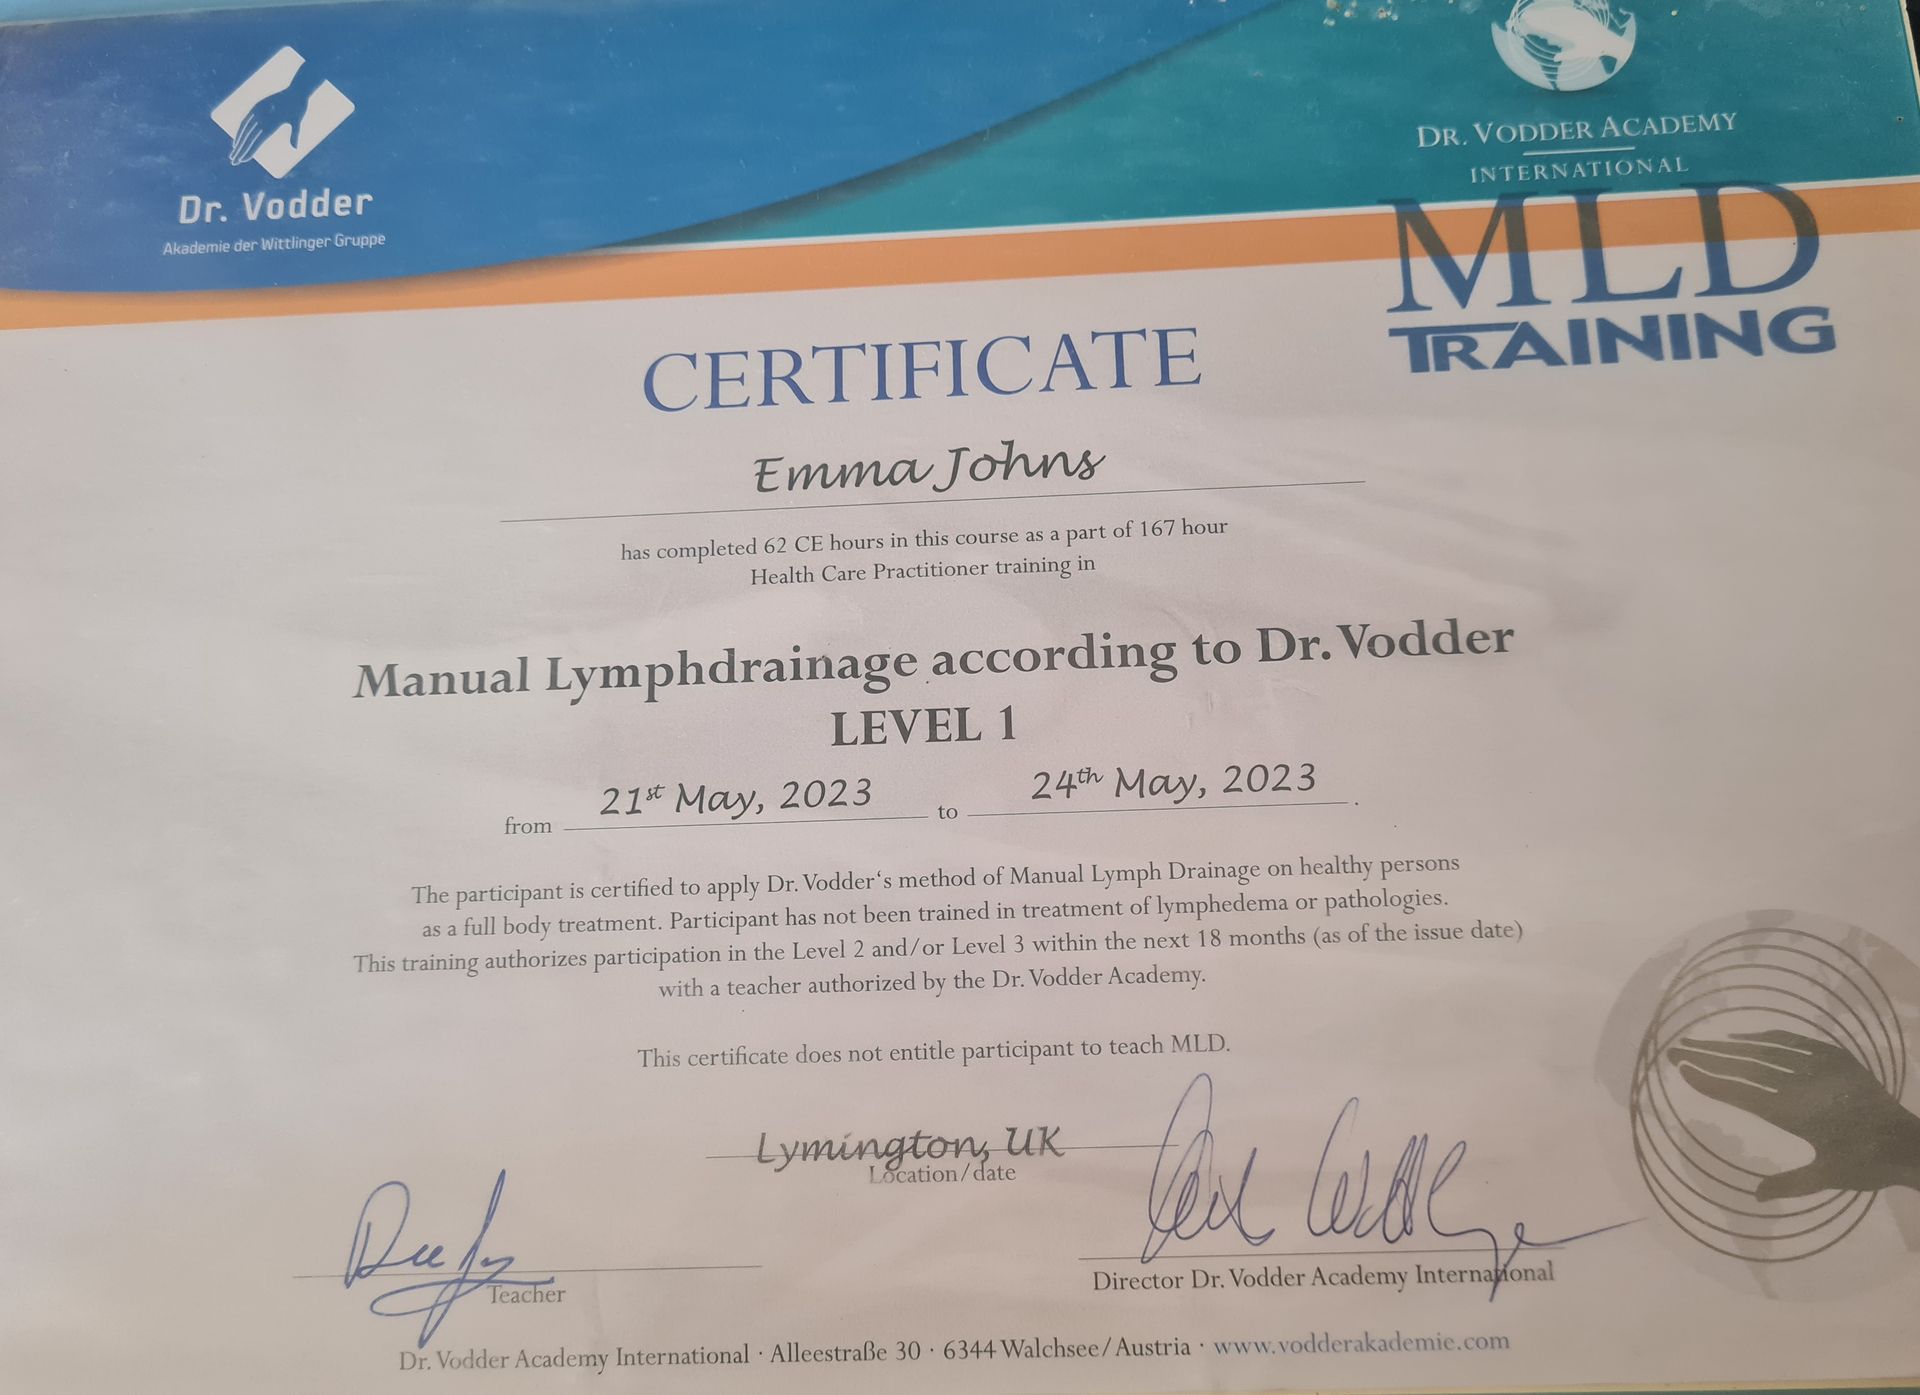 Dr. Vodder
Akademie der Wittlinger Gruppe
DR. VODDER ACADEMY
INTERNATIONAL
MLD
TRAINING
CERTIFICATE
Emma Johns
has completed 62 CE hours in this course as a part of 167 hour
Health Care Practitioner training in
Manual Lymphdrainage according to Dr. Vodder
LEVEL 1
from 21st May, 2023 to 24th May, 2023.
The participant is certified to apply Dr. Vodder‘s method of Manual Lymph Drainage on healthy persons
as a full body treatment. Participant has not been trained in treatment of lymphedema or pathologies.
This training authorizes participation in the Level 2 and/or Level 3 within the next 18 months (as of the issue date)
with a teacher authorized by the Dr. Vodder Academy.
This certificate does not entitle participant to teach MLD.
Lymington, UK
Location/date
Teacher
Director Dr. Vodder Academy International
Dr. Vodder Academy International · Alleestraße 30 · 6344 Walchsee/Austria · www.vodderakademie.com